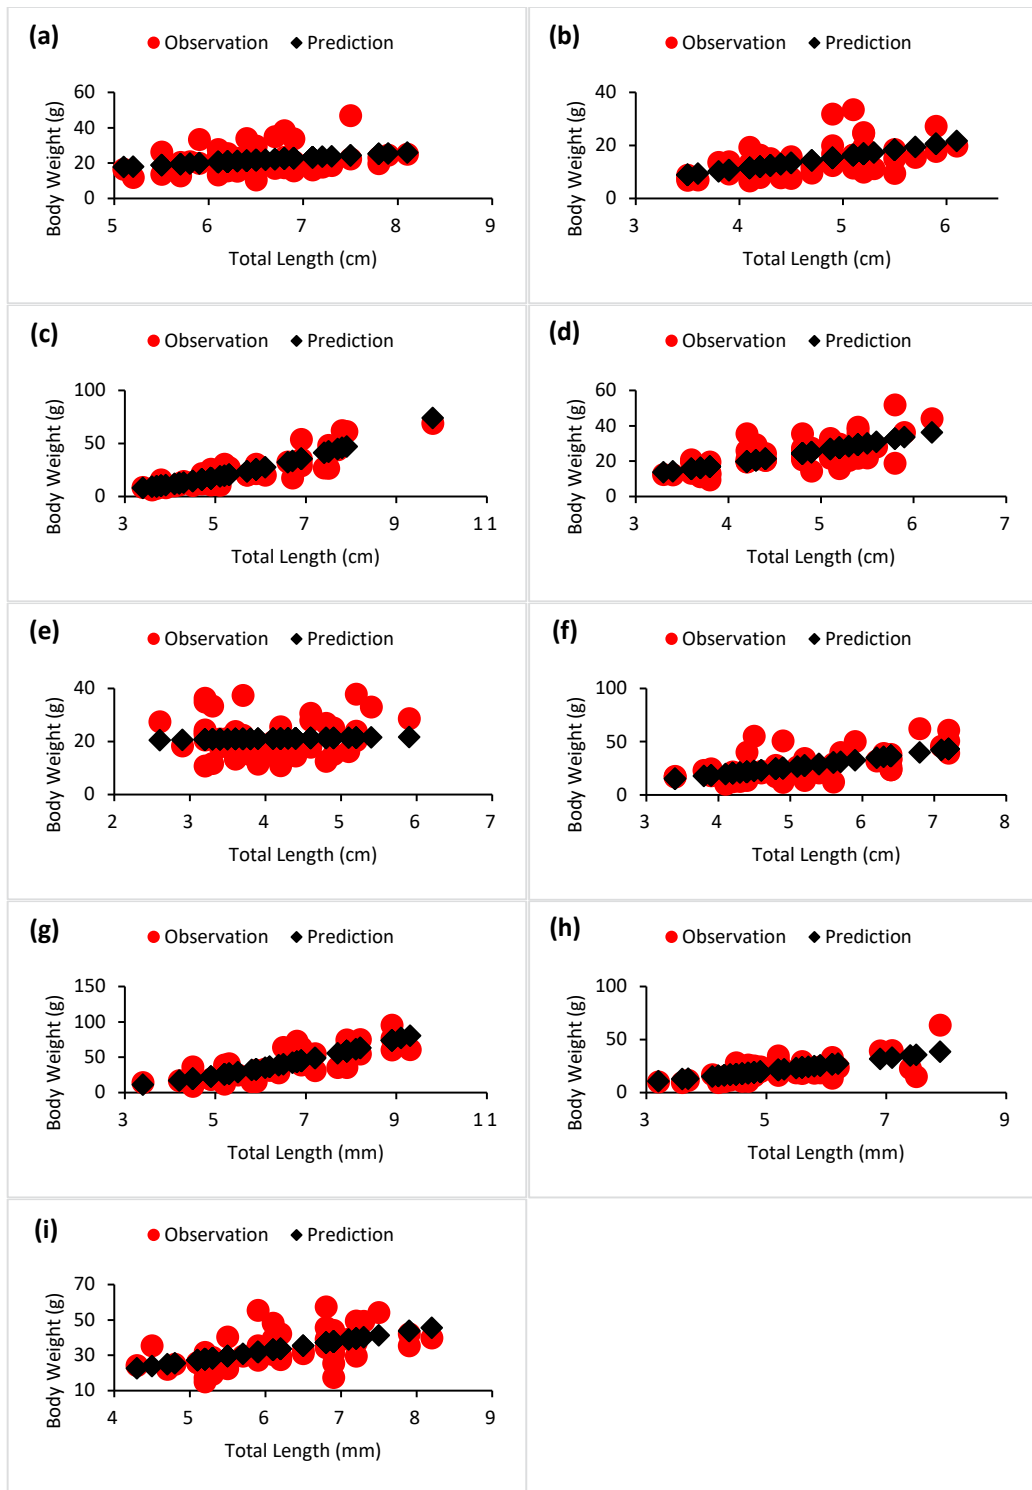 (a)
Observation Prediction
Body Weight (g)
60
40
20
0
5 6 7 8 9
Total Length (cm)
(b)
Observation Prediction
Body Weight (g)
40
20
0
3 4 5 6
Total Length (cm)
(c)
Observation Prediction
Body Weight (g)
100
50
0
3 5 7 9 11
Total Length (cm)
(d)
Observation Prediction
Body Weight (g)
60
40
20
0
3 4 5 6 7
Total Length (cm)
(e)
Observation Prediction
Body Weight (g)
40
20
0
2 3 4 5 6 7
Total Length (cm)
(f)
Observation Prediction
Body Weight (g)
100
50
0
3 4 5 6 7 8
Total Length (cm)
(g)
Observation Prediction
Body Weight (g)
150
100
50
0
3 5 7 9 11
Total Length (mm)
(h)
Observation Prediction
Body Weight (g)
100
50
0
3 5 7 9
Total Length (mm)
(i)
Observation Prediction
Body Weight (g)
70
50
30
10
4 5 6 7 8 9
Total Length (mm)